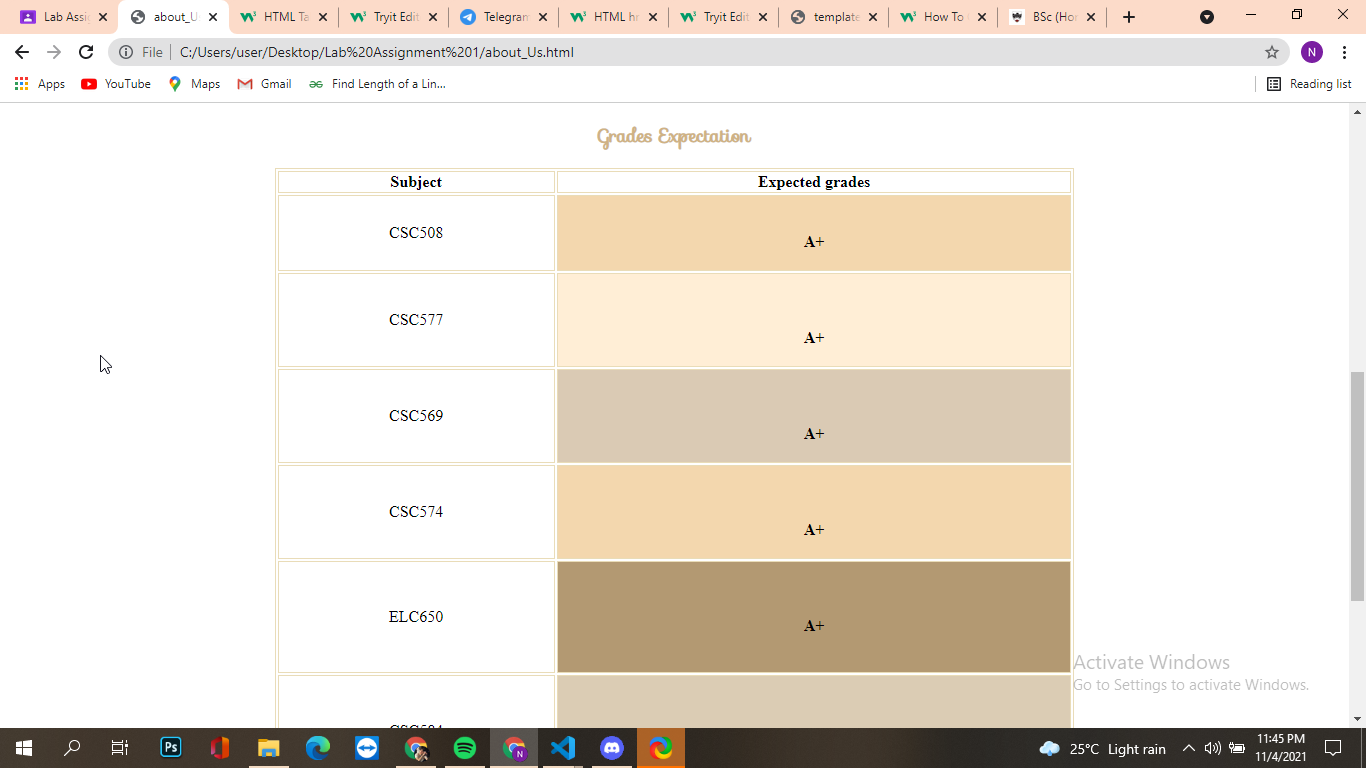 Lab Assi
about_U
HTML Ta
Tryit Edit
Telegram
HTML hr
Tryit Edit
template
How To
BSc (Hor
File C:/Users/user/Desktop/Lab%20Assignment%201/about_Us.html
N
Apps YouTube Maps Gmail Find Length of a Lin... Reading list
Grades Expectation
Subject Expected grades
CSC508 A+
CSC577 A+
CSC569 A+
CSC574 A+
ELC650 A+
Activate Windows
Go to Settings to activate Windows.
Ps
N
25°C Light rain
11:45 PM
11/4/2021